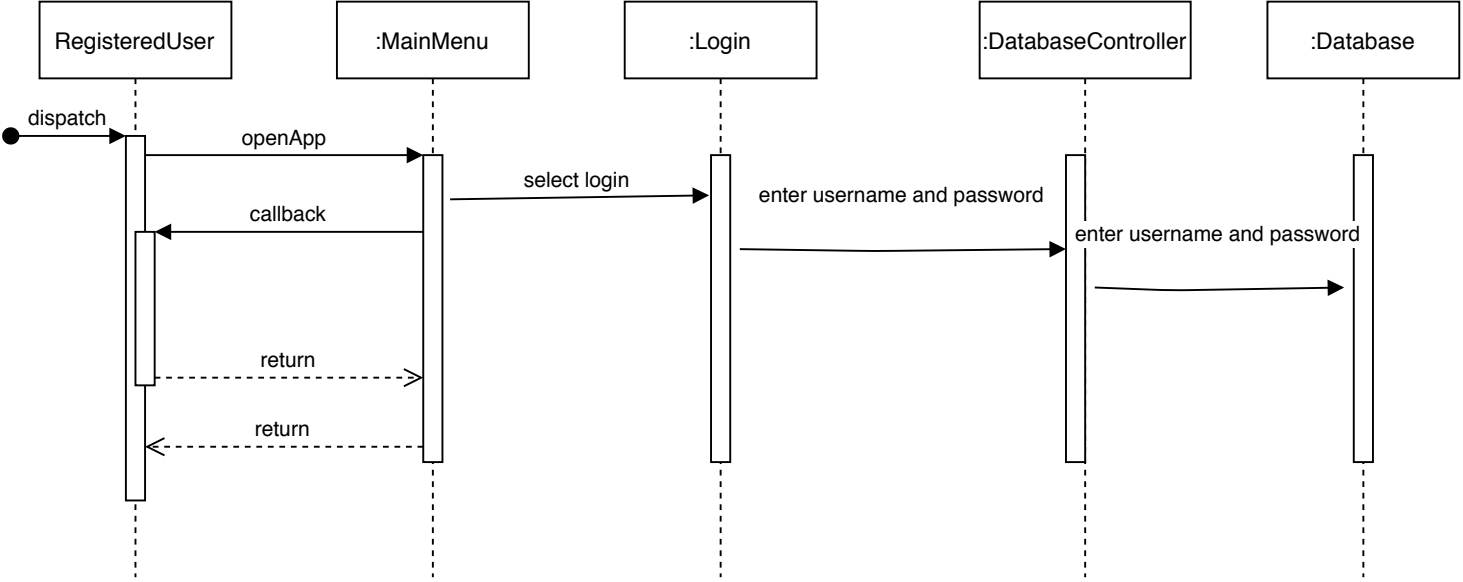 RegisteredUser
:MainMenu
:Login
:DatabaseController
:Database
dispatch
openApp
select login
enter username and password
callback
enter username and password
return
return